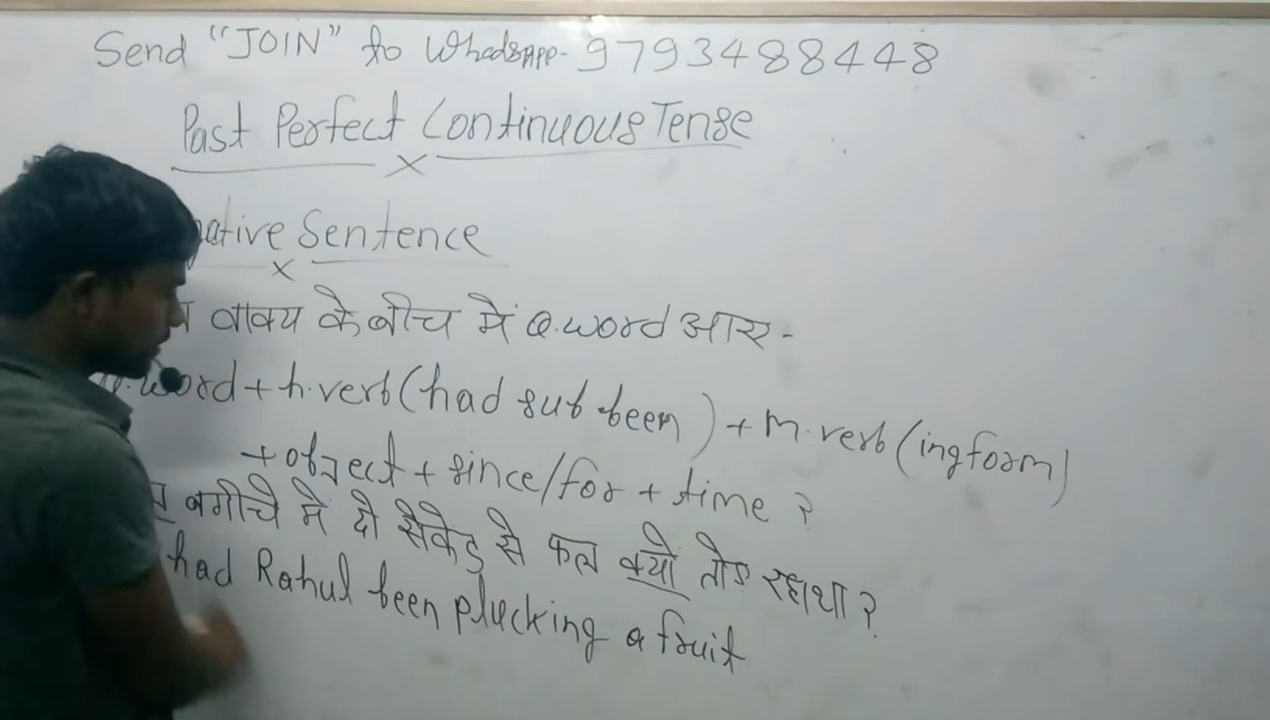 Send "JOIN" to WhatsApp- 9793488448
Past Perfect Continuous Tense
Sentence
वाक्य के बीच में Q.word आए-
word + h.verb (had sub been) + m.verb (ing form)
+ object + since/for + time ?
बगीचे में दो सेकेंड से फल क्यों तोड़ रहा था ?
had Rahul been plucking a fruit